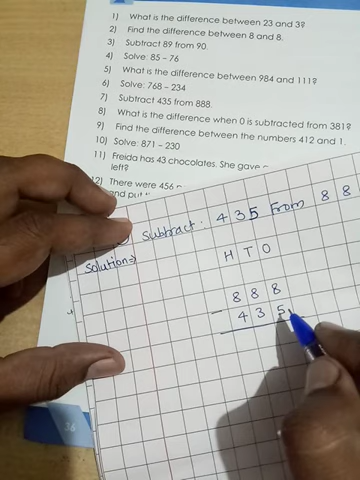 1) What is the difference between 23 and 3?
2) Find the difference between 8 and 8.
3) Subtract 89 from 90.
4) Solve: 85 – 76
5) What is the difference between 984 and 111?
6) Solve: 768 – 234
7) Subtract 435 from 888.
8) What is the difference when 0 is subtracted from 381?
9) Find the difference between the numbers 412 and 1.
10) Solve: 871 – 230
11) Freida has 43 chocolates. She gave
left?
12) There were 456
and put
Subtract: 435 From 88
Solution⇒
H T O
8 8 8
– 4 3 5
36